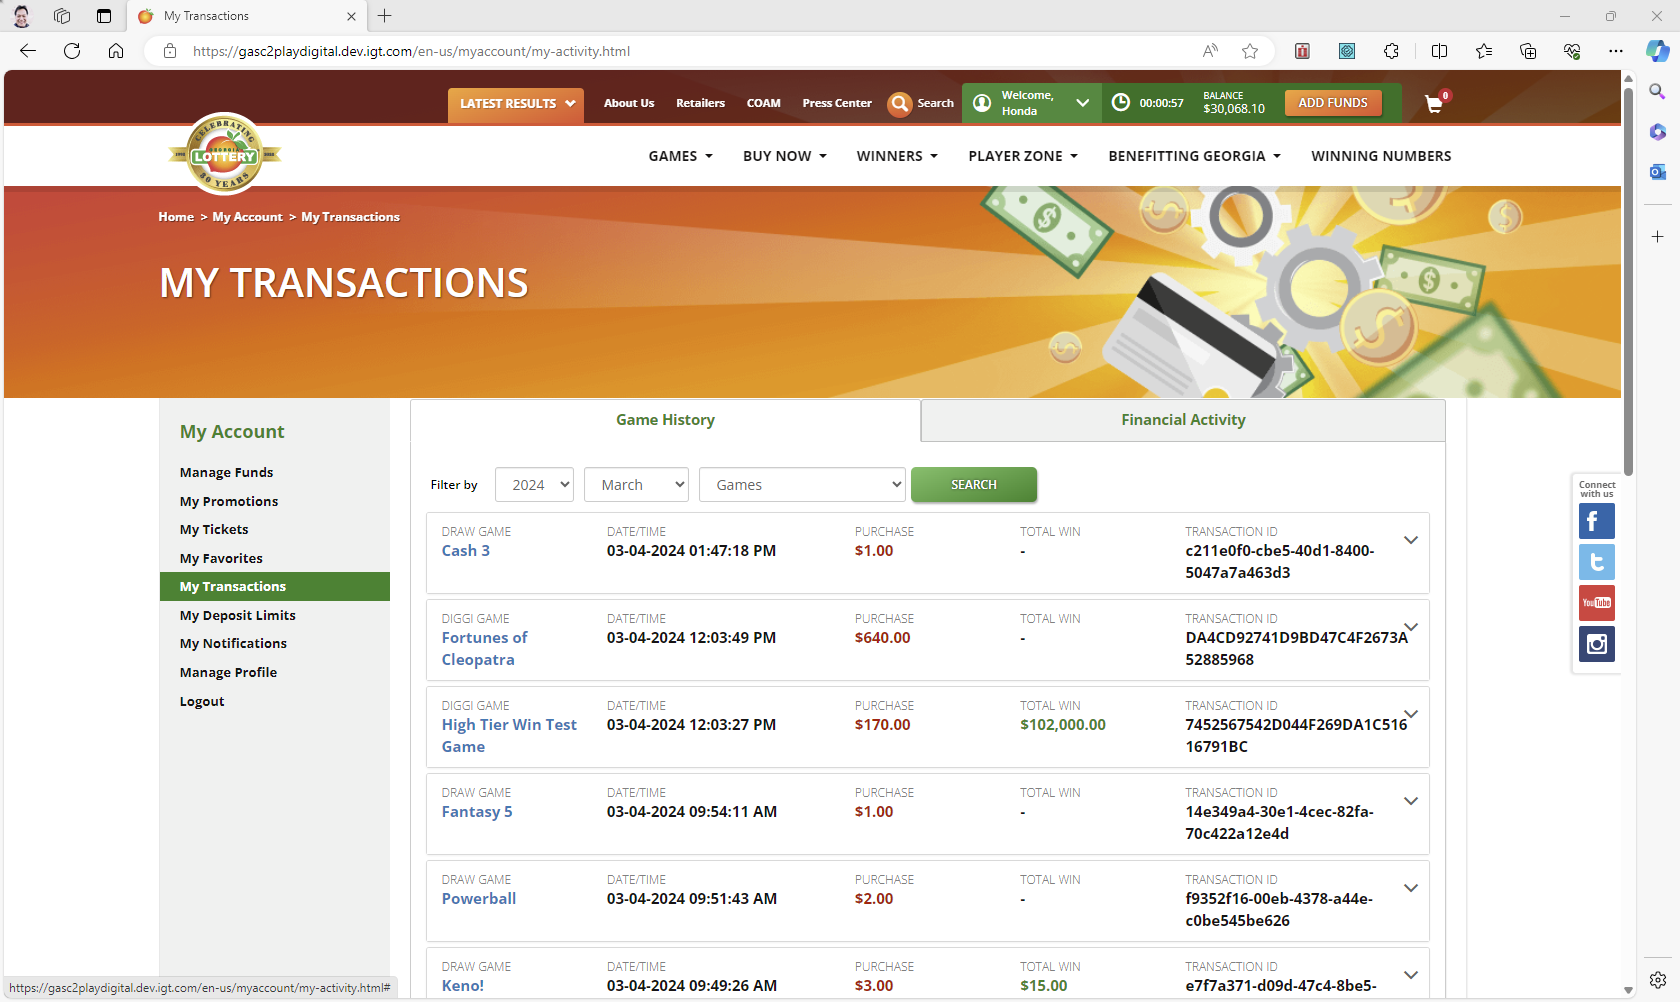 My Transactions
https://gasc2playdigital.dev.igt.com/en-us/myaccount/my-activity.html
LATEST RESULTS
About Us
Retailers
COAM
Press Center
Search
Welcome,
Honda
00:00:57
BALANCE
$30,068.10
ADD FUNDS
0
CELEBRATING
GEORGIA
LOTTERY
30 YEARS
GAMES
BUY NOW
WINNERS
PLAYER ZONE
BENEFITTING GEORGIA
WINNING NUMBERS
Home > My Account > My Transactions
MY TRANSACTIONS
My Account
Manage Funds
My Promotions
My Tickets
My Favorites
My Transactions
My Deposit Limits
My Notifications
Manage Profile
Logout
Game History
Financial Activity
Filter by
2024
March
Games
SEARCH
DRAW GAME DATE/TIME PURCHASE TOTAL WIN TRANSACTION ID
Cash 3 03-04-2024 01:47:18 PM $1.00 - c211e0f0-cbe5-40d1-8400-
5047a7a463d3
DIGGI GAME DATE/TIME PURCHASE TOTAL WIN TRANSACTION ID
Fortunes of 03-04-2024 12:03:49 PM $640.00 - DA4CD92741D9BD47C4F2673A
Cleopatra 52885968
DIGGI GAME DATE/TIME PURCHASE TOTAL WIN TRANSACTION ID
High Tier Win Test 03-04-2024 12:03:27 PM $170.00 $102,000.00 7452567542D044F269DA1C516
Game 16791BC
DRAW GAME DATE/TIME PURCHASE TOTAL WIN TRANSACTION ID
Fantasy 5 03-04-2024 09:54:11 AM $1.00 - 14e349a4-30e1-4cec-82fa-
70c422a12e4d
DRAW GAME DATE/TIME PURCHASE TOTAL WIN TRANSACTION ID
Powerball 03-04-2024 09:51:43 AM $2.00 - f9352f16-00eb-4378-a44e-
c0be545be626
DRAW GAME DATE/TIME PURCHASE TOTAL WIN TRANSACTION ID
Keno! 03-04-2024 09:49:26 AM $3.00 $15.00 e7f7a371-d09d-47c4-8be5-
Connect
with us
YouTube
https://gasc2playdigital.dev.igt.com/en-us/myaccount/my-activity.html#